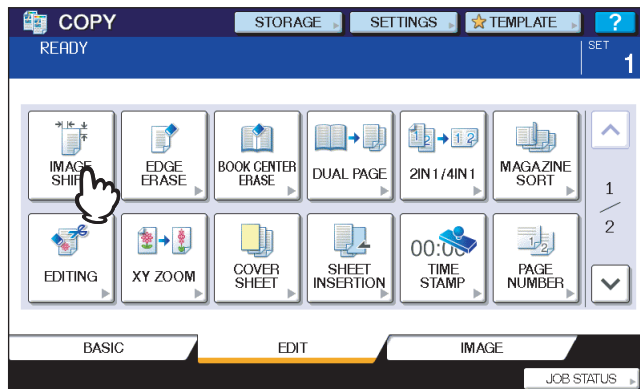 COPY STORAGE SETTINGS TEMPLATE ?
READY SET
1
IMAGE EDGE BOOK CENTER DUAL PAGE 2IN1/4IN1 MAGAZINE
SHIFT ERASE ERASE SORT
1
2
EDITING XY ZOOM COVER SHEET 00:00 PAGE
SHEET INSERTION TIME NUMBER
STAMP
BASIC EDIT IMAGE
JOB STATUS